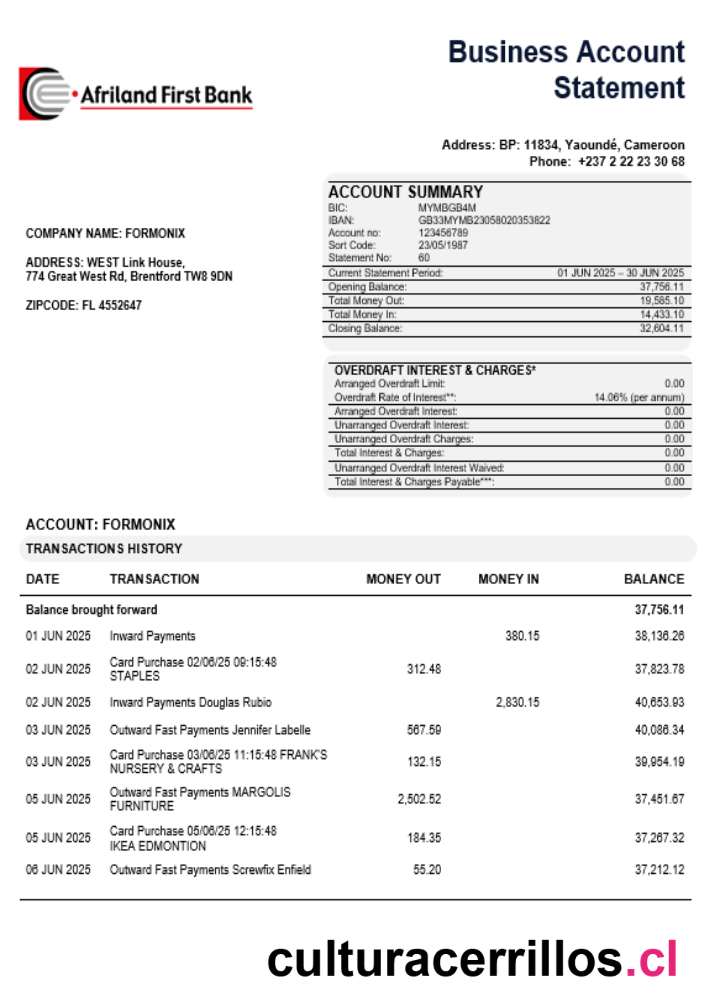 Business Account
Statement
Afriland First Bank
Address: BP: 11834, Yaoundé, Cameroon
Phone: +237 2 22 23 30 68
ACCOUNT SUMMARY
BIC: MYMBGB4M
IBAN: GB33MYMB23058020353822
Account no: 123456789
Sort Code: 23/05/1987
Statement No: 60
Current Statement Period: 01 JUN 2025 – 30 JUN 2025
Opening Balance: 37,756.11
Total Money Out: 19,585.10
Total Money In: 14,433.10
Closing Balance: 32,604.11
COMPANY NAME: FORMONIX
ADDRESS: WEST Link House,
774 Great West Rd, Brentford TW8 9DN
ZIPCODE: FL 4552647
OVERDRAFT INTEREST & CHARGES*
Arranged Overdraft Limit: 0.00
Overdraft Rate of Interest**: 14.06% (per annum)
Arranged Overdraft Interest: 0.00
Unarranged Overdraft Interest: 0.00
Unarranged Overdraft Charges: 0.00
Total Interest & Charges: 0.00
Unarranged Overdraft Interest Waived: 0.00
Total Interest & Charges Payable***: 0.00
ACCOUNT: FORMONIX
TRANSACTIONS HISTORY
DATE TRANSACTION MONEY OUT MONEY IN BALANCE
Balance brought forward 37,756.11
01 JUN 2025 Inward Payments 380.15 38,136.26
02 JUN 2025 Card Purchase 02/06/25 09:15:48
STAPLES 312.48 37,823.78
02 JUN 2025 Inward Payments Douglas Rubio 2,830.15 40,653.93
03 JUN 2025 Outward Fast Payments Jennifer Labelle 567.59 40,086.34
03 JUN 2025 Card Purchase 03/06/25 11:15:48 FRANK'S
NURSERY & CRAFTS 132.15 39,954.19
05 JUN 2025 Outward Fast Payments MARGOLIS
FURNITURE 2,502.52 37,451.67
05 JUN 2025 Card Purchase 05/06/25 12:15:48
IKEA EDMONTION 184.35 37,267.32
06 JUN 2025 Outward Fast Payments Screwfix Enfield 55.20 37,212.12
culturacerrillos.cl